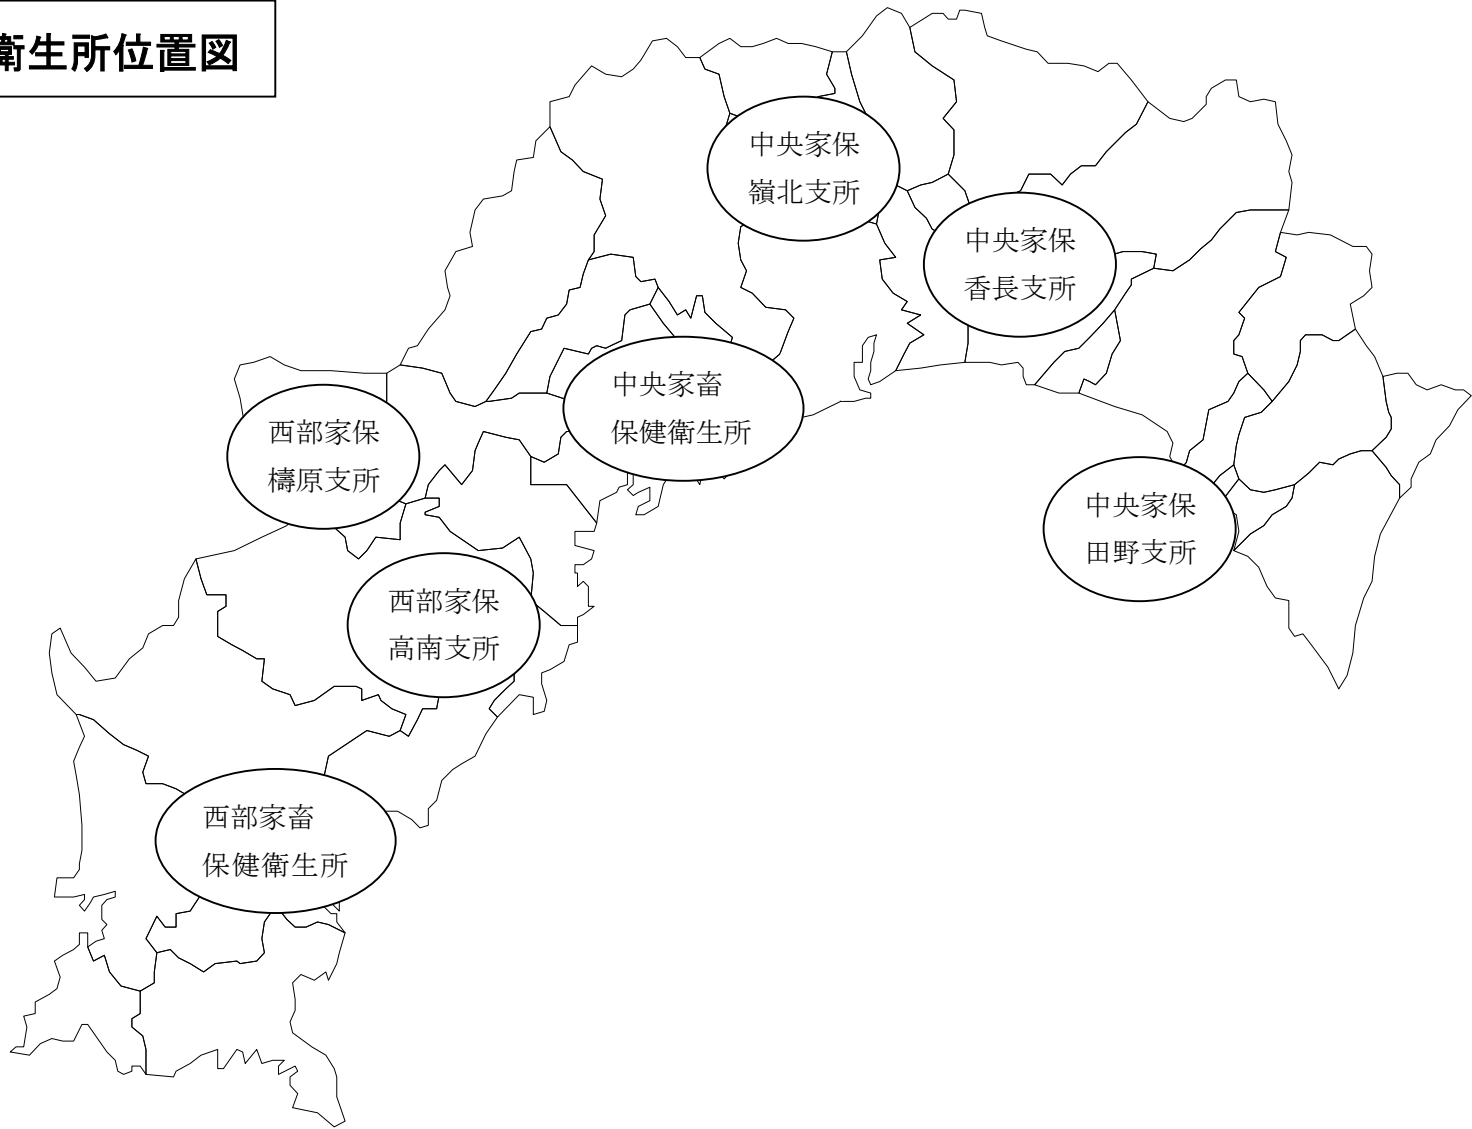 衛生所位置図
中央家保
嶺北支所
中央家保
香長支所
中央家畜
保健衛生所
西部家保
檮原支所
中央家保
田野支所
西部家保
高南支所
西部家畜
保健衛生所